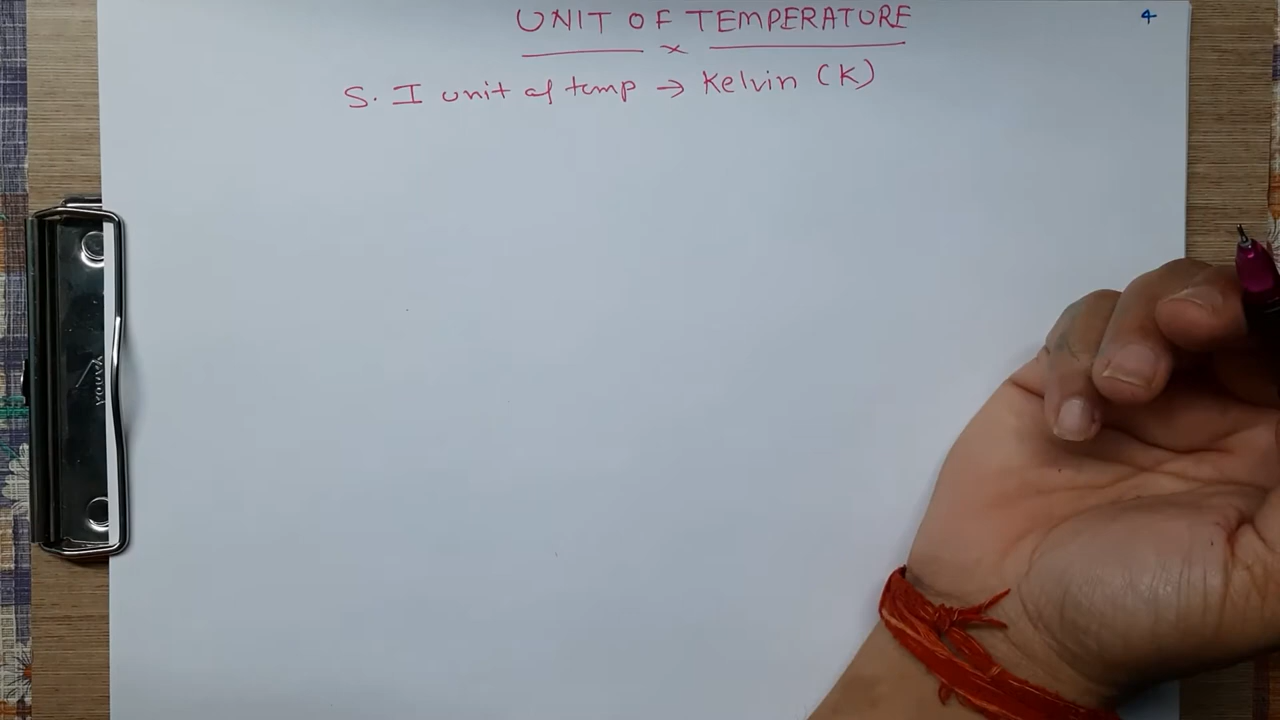 UNIT OF TEMPERATURE
4
S. I unit of temp → Kelvin (K)